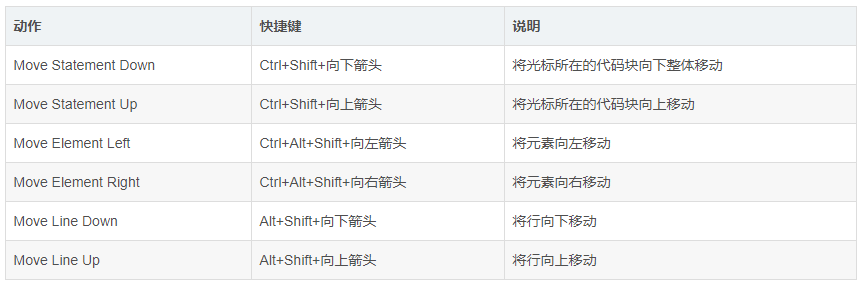 动作 快捷键 说明
Move Statement Down Ctrl+Shift+向下箭头 将光标所在的代码块向下整体移动
Move Statement Up Ctrl+Shift+向上箭头 将光标所在的代码块向上移动
Move Element Left Ctrl+Alt+Shift+向左箭头 将元素向左移动
Move Element Right Ctrl+Alt+Shift+向右箭头 将元素向右移动
Move Line Down Alt+Shift+向下箭头 将行向下移动
Move Line Up Alt+Shift+向上箭头 将行向上移动